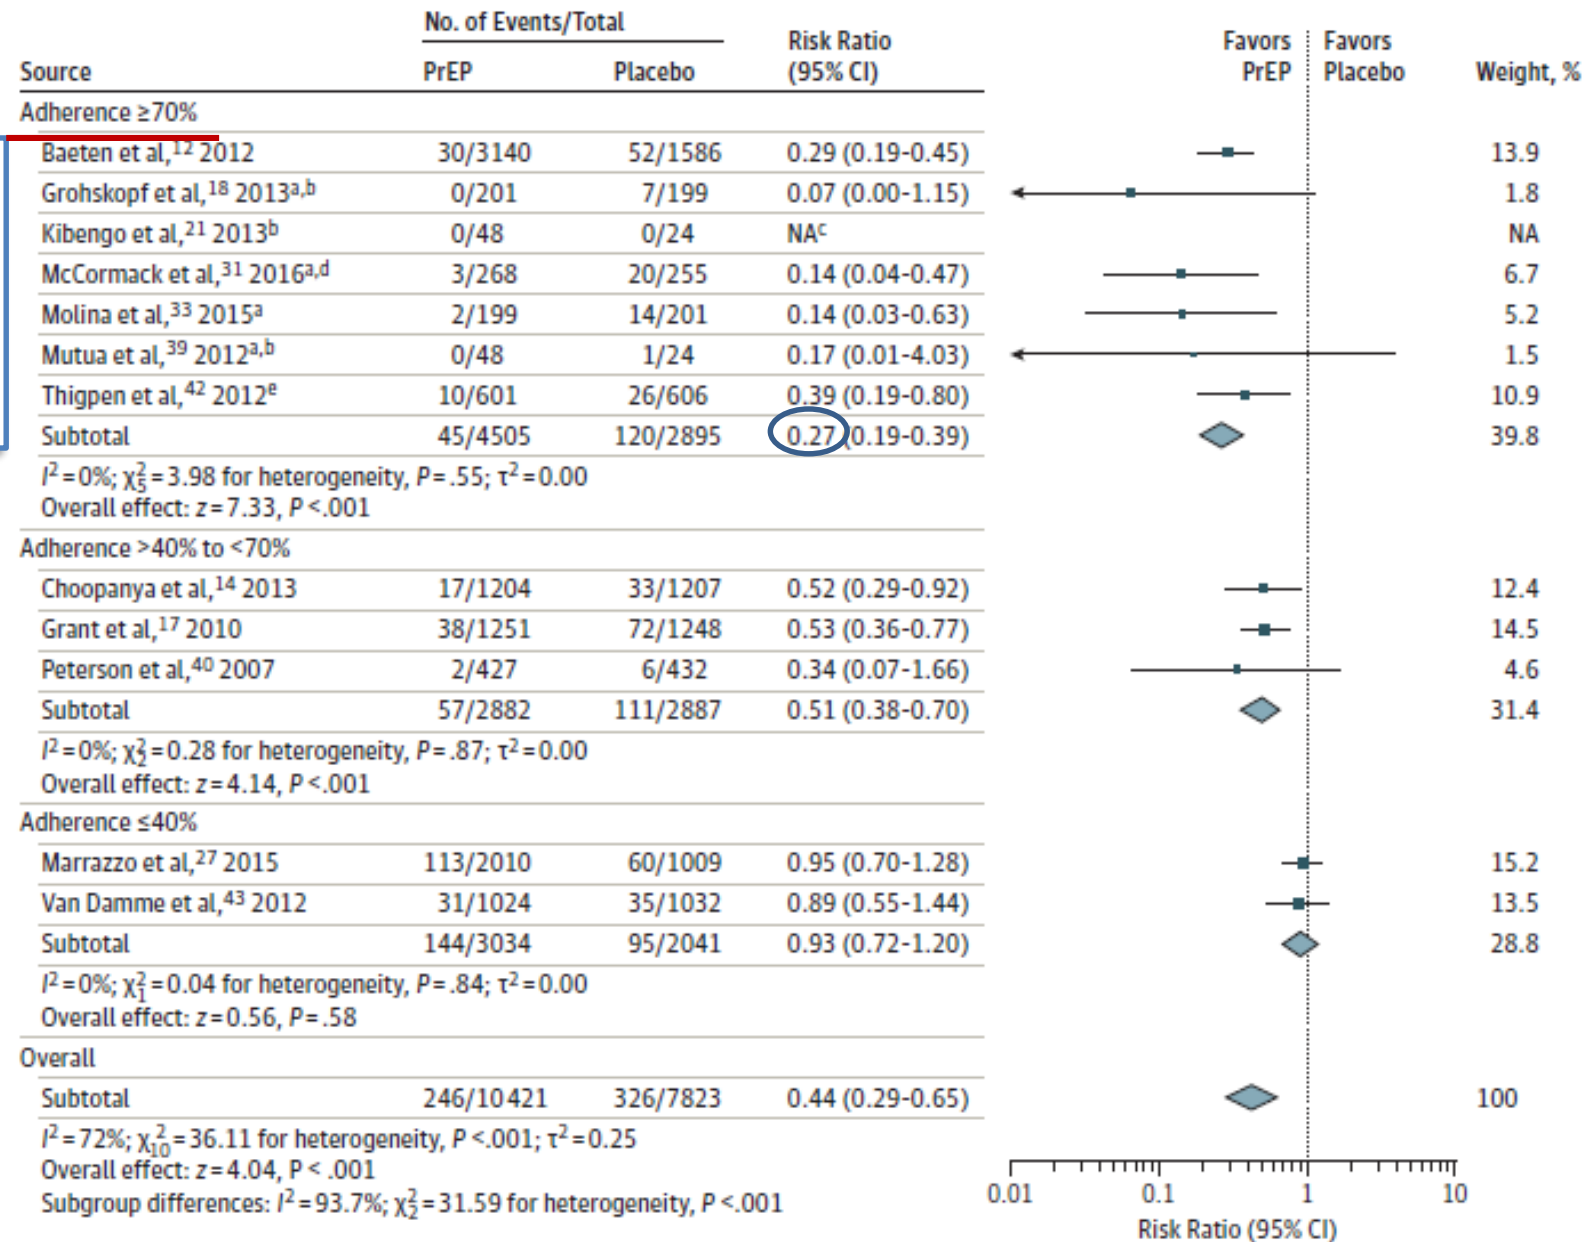 No. of Events/Total
Source PrEP Placebo Risk Ratio (95% CI) Favors PrEP Favors Placebo Weight, %
Adherence ≥70%
Baeten et al,12 2012 30/3140 52/1586 0.29 (0.19-0.45) 13.9
Grohskopf et al,18 2013a,b 0/201 7/199 0.07 (0.00-1.15) 1.8
Kibengo et al,21 2013b 0/48 0/24 NAc NA
McCormack et al,31 2016a,d 3/268 20/255 0.14 (0.04-0.47) 6.7
Molina et al,33 2015a 2/199 14/201 0.14 (0.03-0.63) 5.2
Mutua et al,39 2012a,b 0/48 1/24 0.17 (0.01-4.03) 1.5
Thigpen et al,42 2012e 10/601 26/606 0.39 (0.19-0.80) 10.9
Subtotal 45/4505 120/2895 0.27 (0.19-0.39) 39.8
I2=0%; χ25=3.98 for heterogeneity, P=.55; τ2=0.00
Overall effect: z=7.33, P<.001
Adherence >40% to <70%
Choopanya et al,14 2013 17/1204 33/1207 0.52 (0.29-0.92) 12.4
Grant et al,17 2010 38/1251 72/1248 0.53 (0.36-0.77) 14.5
Peterson et al,40 2007 2/427 6/432 0.34 (0.07-1.66) 4.6
Subtotal 57/2882 111/2887 0.51 (0.38-0.70) 31.4
I2=0%; χ22=0.28 for heterogeneity, P=.87; τ2=0.00
Overall effect: z=4.14, P<.001
Adherence ≤40%
Marrazzo et al,27 2015 113/2010 60/1009 0.95 (0.70-1.28) 15.2
Van Damme et al,43 2012 31/1024 35/1032 0.89 (0.55-1.44) 13.5
Subtotal 144/3034 95/2041 0.93 (0.72-1.20) 28.8
I2=0%; χ21=0.04 for heterogeneity, P=.84; τ2=0.00
Overall effect: z=0.56, P=.58
Overall
Subtotal 246/10421 326/7823 0.44 (0.29-0.65) 100
I2=72%; χ210=36.11 for heterogeneity, P<.001; τ2=0.25
Overall effect: z=4.04, P<.001
Subgroup differences: I2=93.7%; χ22=31.59 for heterogeneity, P<.001
0.01 0.1 1 10
Risk Ratio (95% CI)